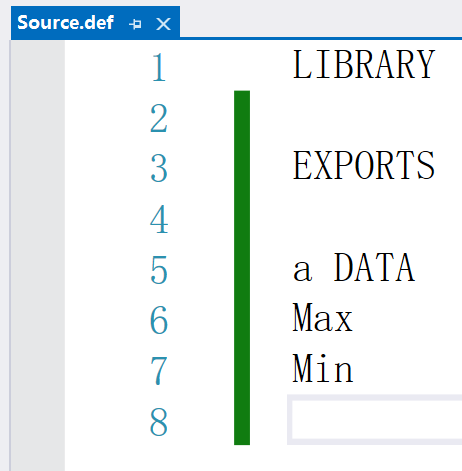 Source.def
1 LIBRARY
2
3 EXPORTS
4
5 a DATA
6 Max
7 Min
8